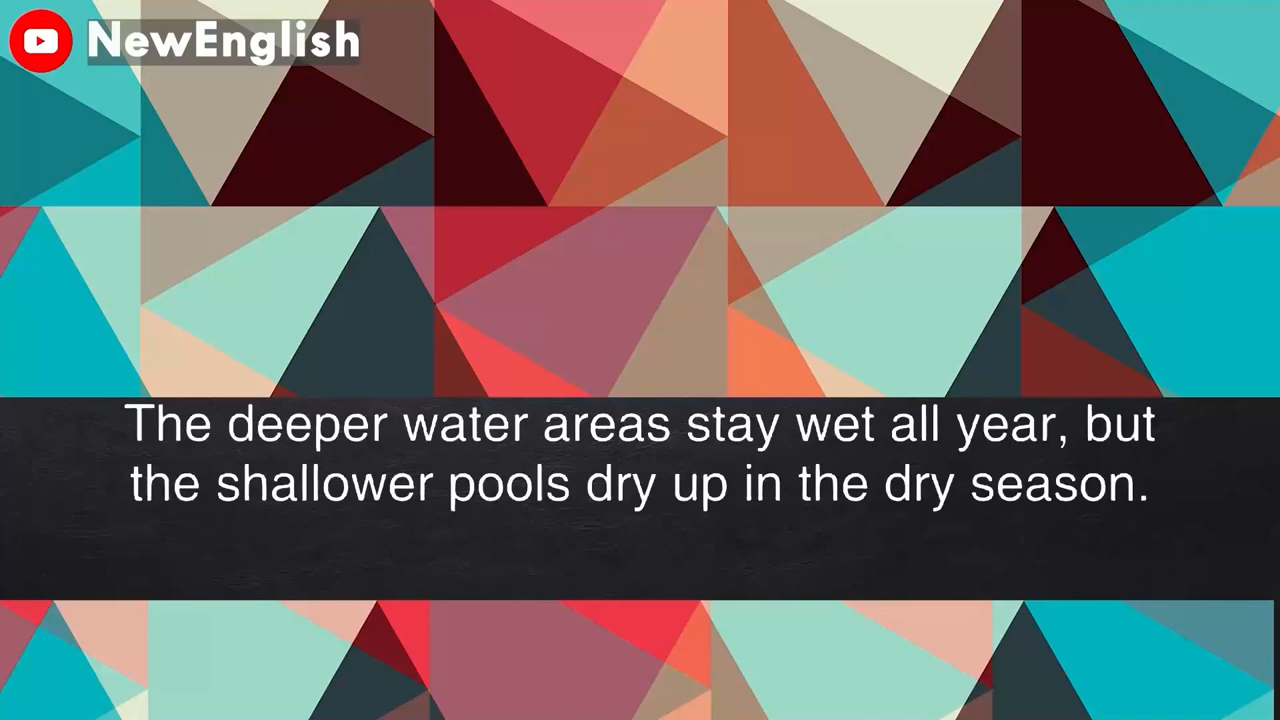 NewEnglish
The deeper water areas stay wet all year, but
the shallower pools dry up in the dry season.